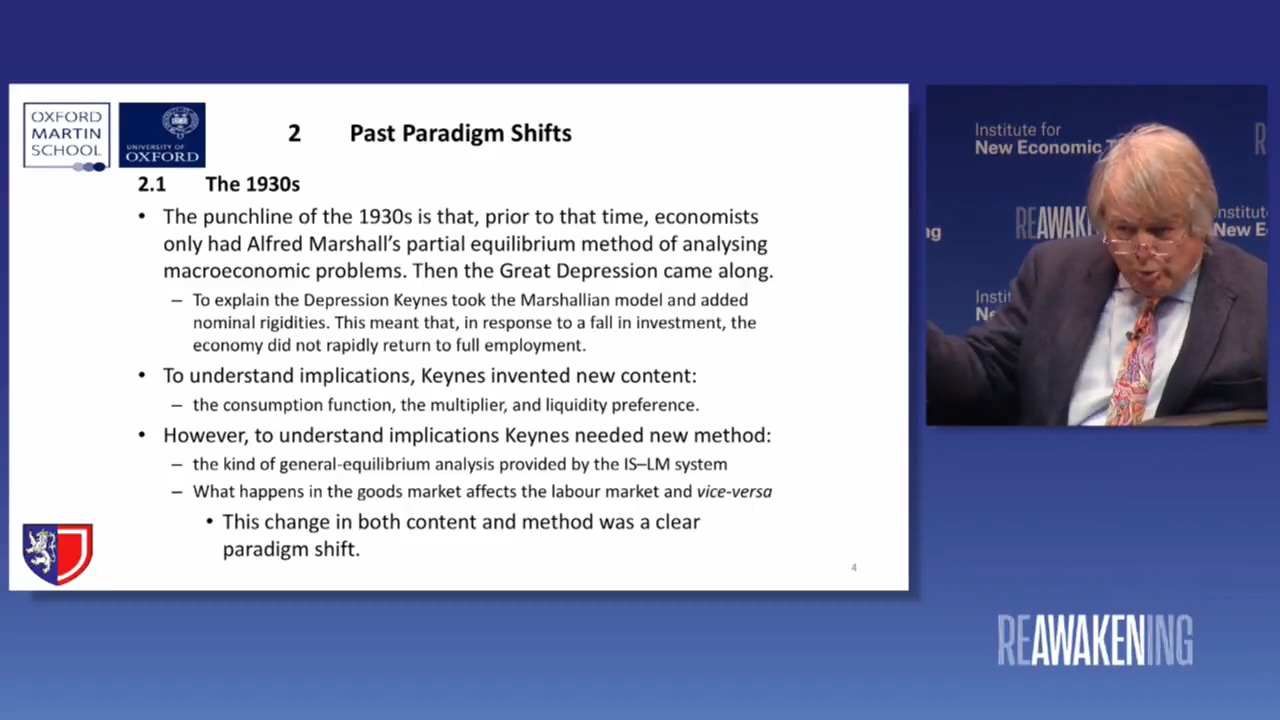 OXFORD
MARTIN
SCHOOL
UNIVERSITY OF
OXFORD
2 Past Paradigm Shifts
2.1 The 1930s
• The punchline of the 1930s is that, prior to that time, economists
only had Alfred Marshall's partial equilibrium method of analysing
macroeconomic problems. Then the Great Depression came along.
– To explain the Depression Keynes took the Marshallian model and added
nominal rigidities. This meant that, in response to a fall in investment, the
economy did not rapidly return to full employment.
• To understand implications, Keynes invented new content:
– the consumption function, the multiplier, and liquidity preference.
• However, to understand implications Keynes needed new method:
– the kind of general-equilibrium analysis provided by the IS–LM system
– What happens in the goods market affects the labour market and vice-versa
• This change in both content and method was a clear
paradigm shift.
4
Institute for
New Economic T
R
REAWAK
nstitut
New E
ng
Insti
Ne
REAWAKENING